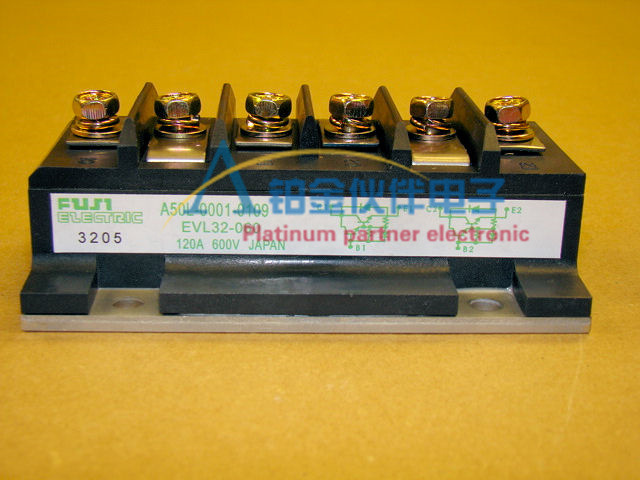 FUJI
ELECTRIC
3205
A50L-0001-0109
EVL32-060
120A 600V JAPAN
铂金伙伴电子
Platinum partner electronic
B1
C2
E2
B2